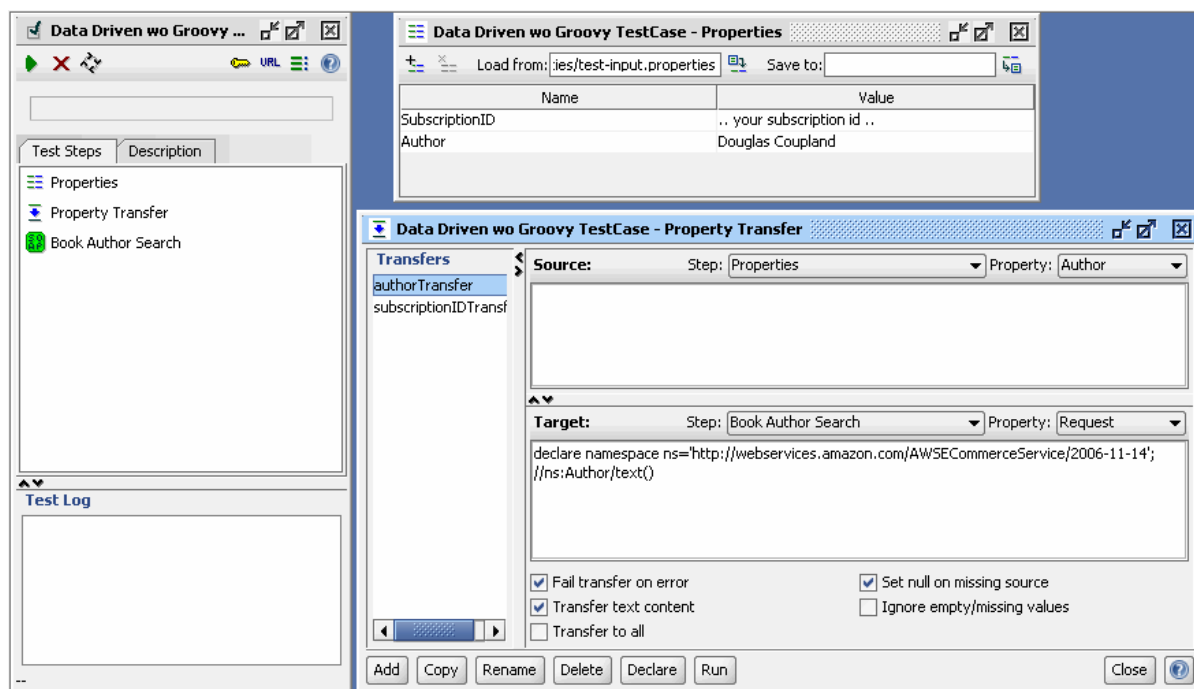 Data Driven wo Groovy ...
URL
Test Steps
Description
Properties
Property Transfer
Book Author Search
Test Log
--
Data Driven wo Groovy TestCase - Properties
Load from: :ies/test-input.properties Save to:
Name Value
SubscriptionID .. your subscription id ..
Author Douglas Coupland
Data Driven wo Groovy TestCase - Property Transfer
Transfers
authorTransfer
subscriptionIDTransf
Source: Step: Properties Property: Author
Target: Step: Book Author Search Property: Request
declare namespace ns='http://webservices.amazon.com/AWSECommerceService/2006-11-14';
//ns:Author/text()
Fail transfer on error Set null on missing source
Transfer text content Ignore empty/missing values
Transfer to all
Add Copy Rename Delete Declare Run Close